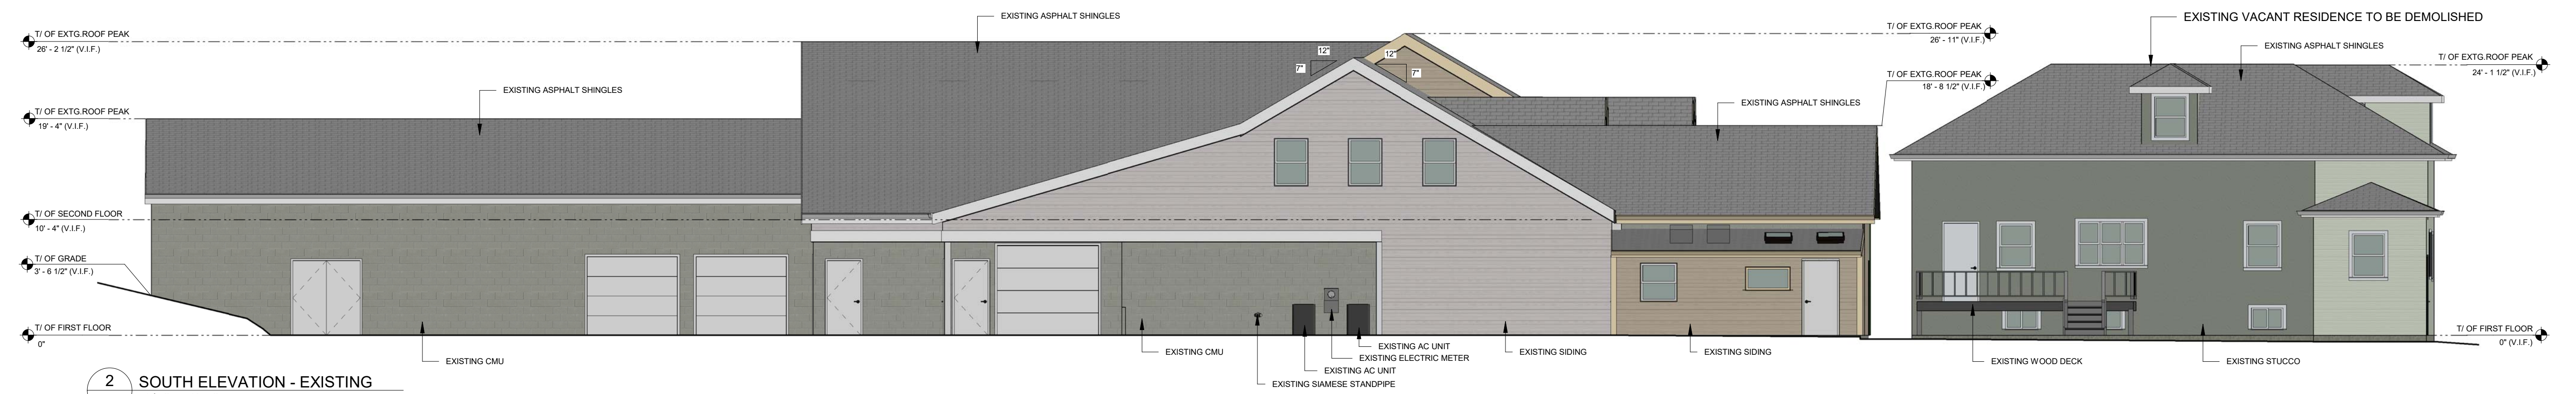 EXISTING ASPHALT SHINGLES
EXISTING VACANT RESIDENCE TO BE DEMOLISHED
T/ OF EXTG.ROOF PEAK
26' - 2 1/2" (V.I.F.)
T/ OF EXTG.ROOF PEAK
26' - 11" (V.I.F.)
EXISTING ASPHALT SHINGLES
12"
7"
12"
7"
T/ OF EXTG.ROOF PEAK
24' - 1 1/2" (V.I.F.)
T/ OF EXTG.ROOF PEAK
18' - 8 1/2" (V.I.F.)
EXISTING ASPHALT SHINGLES
EXISTING ASPHALT SHINGLES
T/ OF EXTG.ROOF PEAK
19' - 4" (V.I.F.)
T/ OF SECOND FLOOR
10' - 4" (V.I.F.)
T/ OF GRADE
3' - 6 1/2" (V.I.F.)
T/ OF FIRST FLOOR
0"
T/ OF FIRST FLOOR
0" (V.I.F.)
EXISTING CMU
EXISTING CMU
EXISTING AC UNIT
EXISTING ELECTRIC METER
EXISTING AC UNIT
EXISTING SIAMESE STANDPIPE
EXISTING SIDING
EXISTING SIDING
EXISTING WOOD DECK
EXISTING STUCCO
2 SOUTH ELEVATION - EXISTING